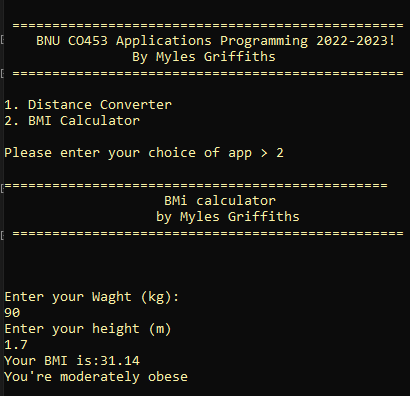 =================================================
BNU CO453 Applications Programming 2022-2023!
By Myles Griffiths
=================================================
1. Distance Converter
2. BMI Calculator
Please enter your choice of app > 2
================================================
BMi calculator
by Myles Griffiths
=================================================
Enter your Waght (kg):
90
Enter your height (m)
1.7
Your BMI is:31.14
You're moderately obese